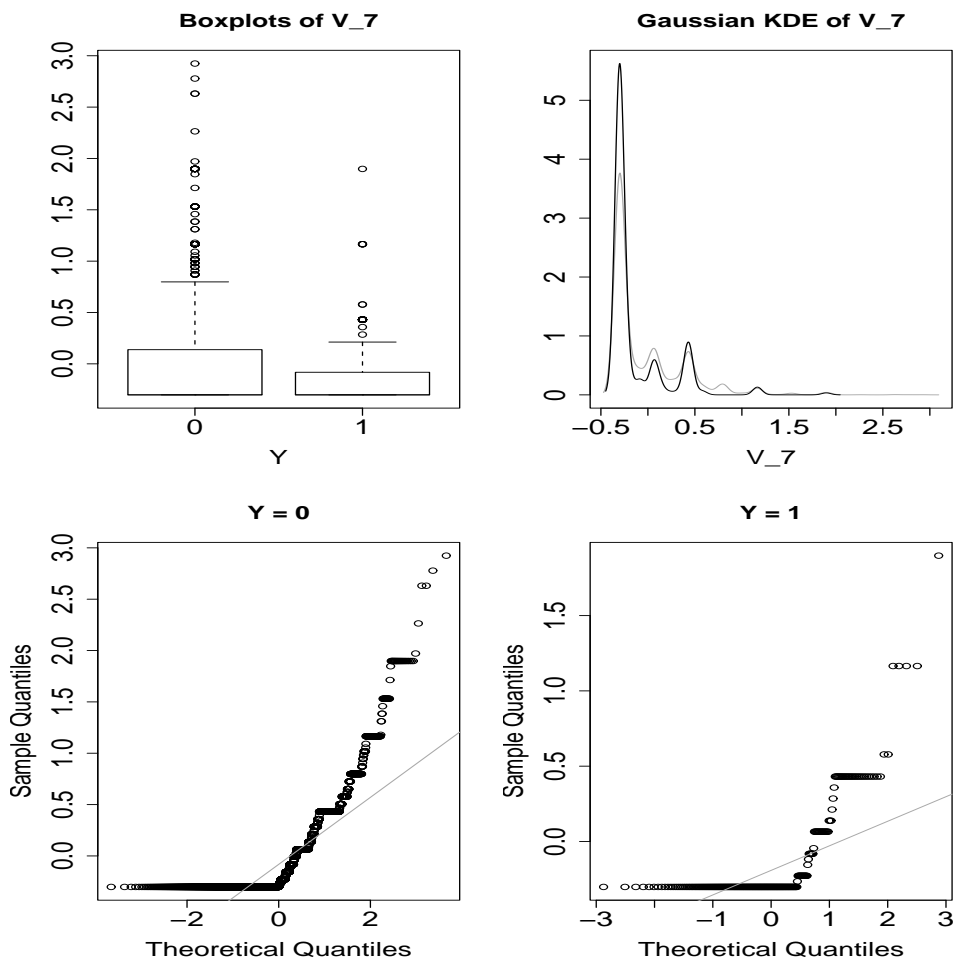 Boxplots of V_7
3.0
2.5
2.0
1.5
1.0
0.5
0.0
0 1
Y
Gaussian KDE of V_7
5
4
3
2
1
0
−0.5 0.5 1.5 2.5
V_7
Y = 0
Sample Quantiles
3.0
2.5
2.0
1.5
1.0
0.5
0.0
−2 0 2
Theoretical Quantiles
Y = 1
Sample Quantiles
1.5
1.0
0.5
0.0
−3 −2 −1 0 1 2 3
Theoretical Quantiles